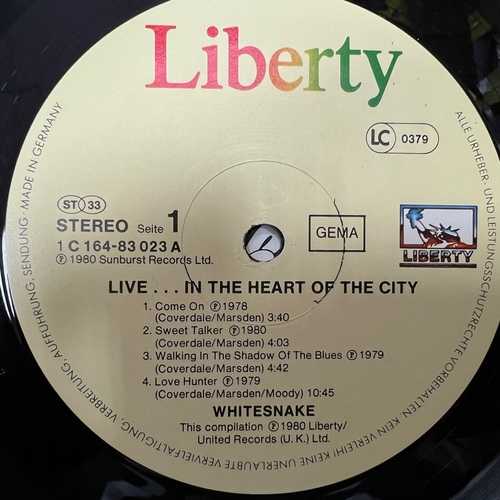 Liberty
LC 0379
ST 33
STEREO Seite 1
1 C 164-83 023 A
Ⓟ 1980 Sunburst Records Ltd.
GEMA
LIBERTY
LIVE . . . IN THE HEART OF THE CITY
1. Come On Ⓟ 1978
(Coverdale/Marsden) 3:40
2. Sweet Talker Ⓟ 1980
(Coverdale/Marsden) 4:03
3. Walking In The Shadow Of The Blues Ⓟ 1979
(Coverdale/Marsden) 4:42
4. Love Hunter Ⓟ 1979
(Coverdale/Marsden/Moody) 10:45
WHITESNAKE
This compilation Ⓟ 1980 Liberty/
United Records (U. K.) Ltd.
ALLE URHEBER- UND LEISTUNGSSCHUTZRECHTE VORBEHALTEN · KEIN VERLEIH! KEINE UNERLAUBTE VERVIELFÄLTIGUNG, VERBREITUNG, AUFFÜHRUNG, SENDUNG · MADE IN GERMANY